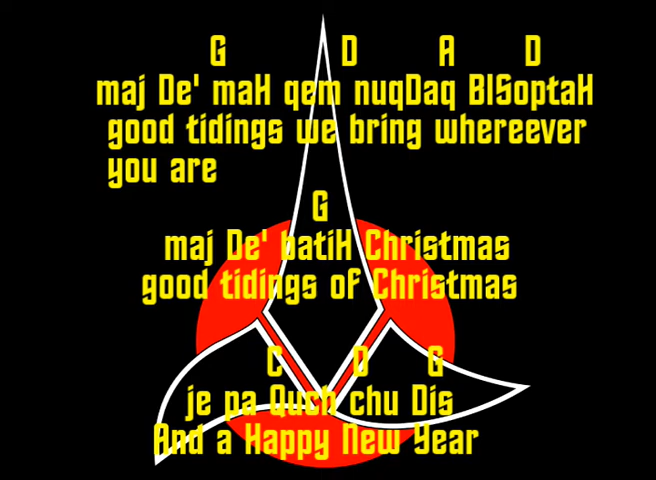 G D A D
maj De' maH qem nuqDaq BISoptaH
good tidings we bring whereever
you are
G
maj De' batiH Christmas
good tidings of Christmas
C D G
je pa Quch chu Dis
And a Happy New Year